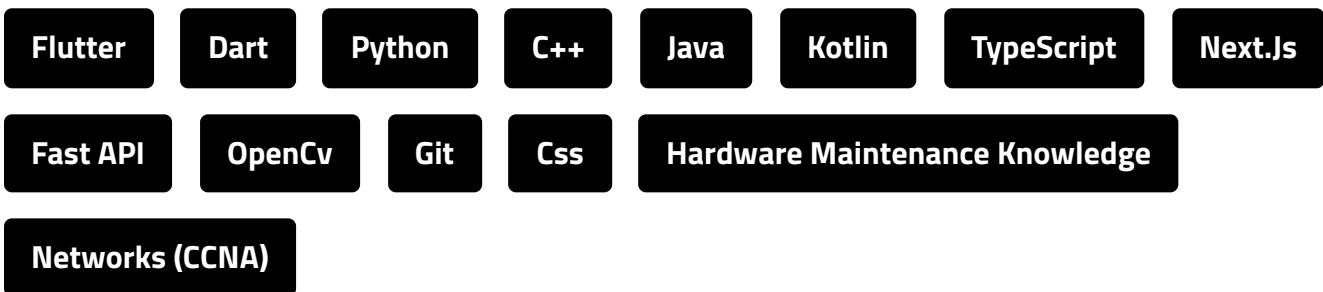 Flutter Dart Python C++ Java Kotlin TypeScript Next.Js
Fast API OpenCv Git Css Hardware Maintenance Knowledge
Networks (CCNA)